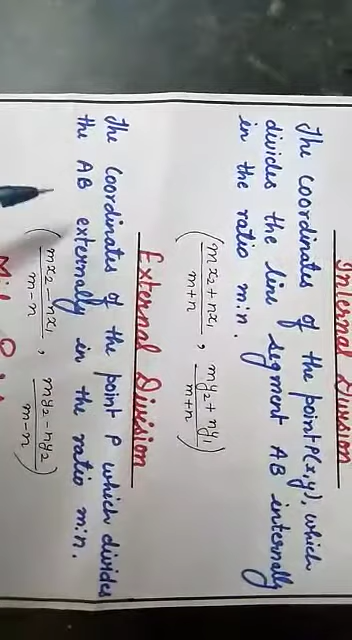 Internal Division
The coordinates of the point P(x,y), which
divides the line segment AB internally
in the ratio m:n.
(mx₂+nx₁/m+n, my₂+ny₁/m+n)
External Division
The coordinates of the point P which divides
the AB externally in the ratio m:n.
(mx₂-nx₁/m-n, my₂-ny₂/m-n)